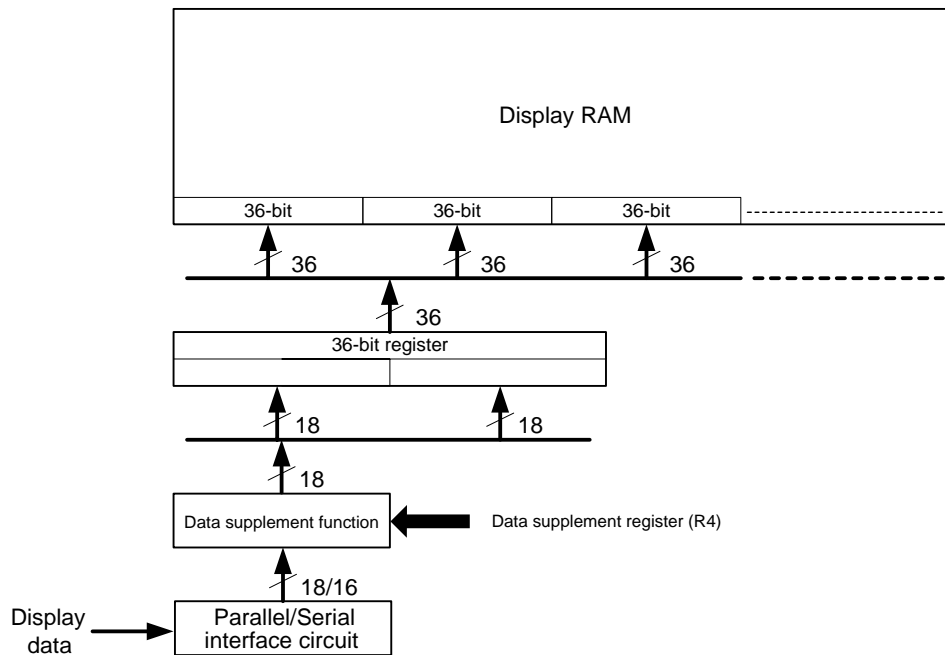 Display RAM
36-bit 36-bit 36-bit
36 36 36
36
36-bit register
18 18
18
Data supplement function Data supplement register (R4)
18/16
Display
data
Parallel/Serial
interface circuit